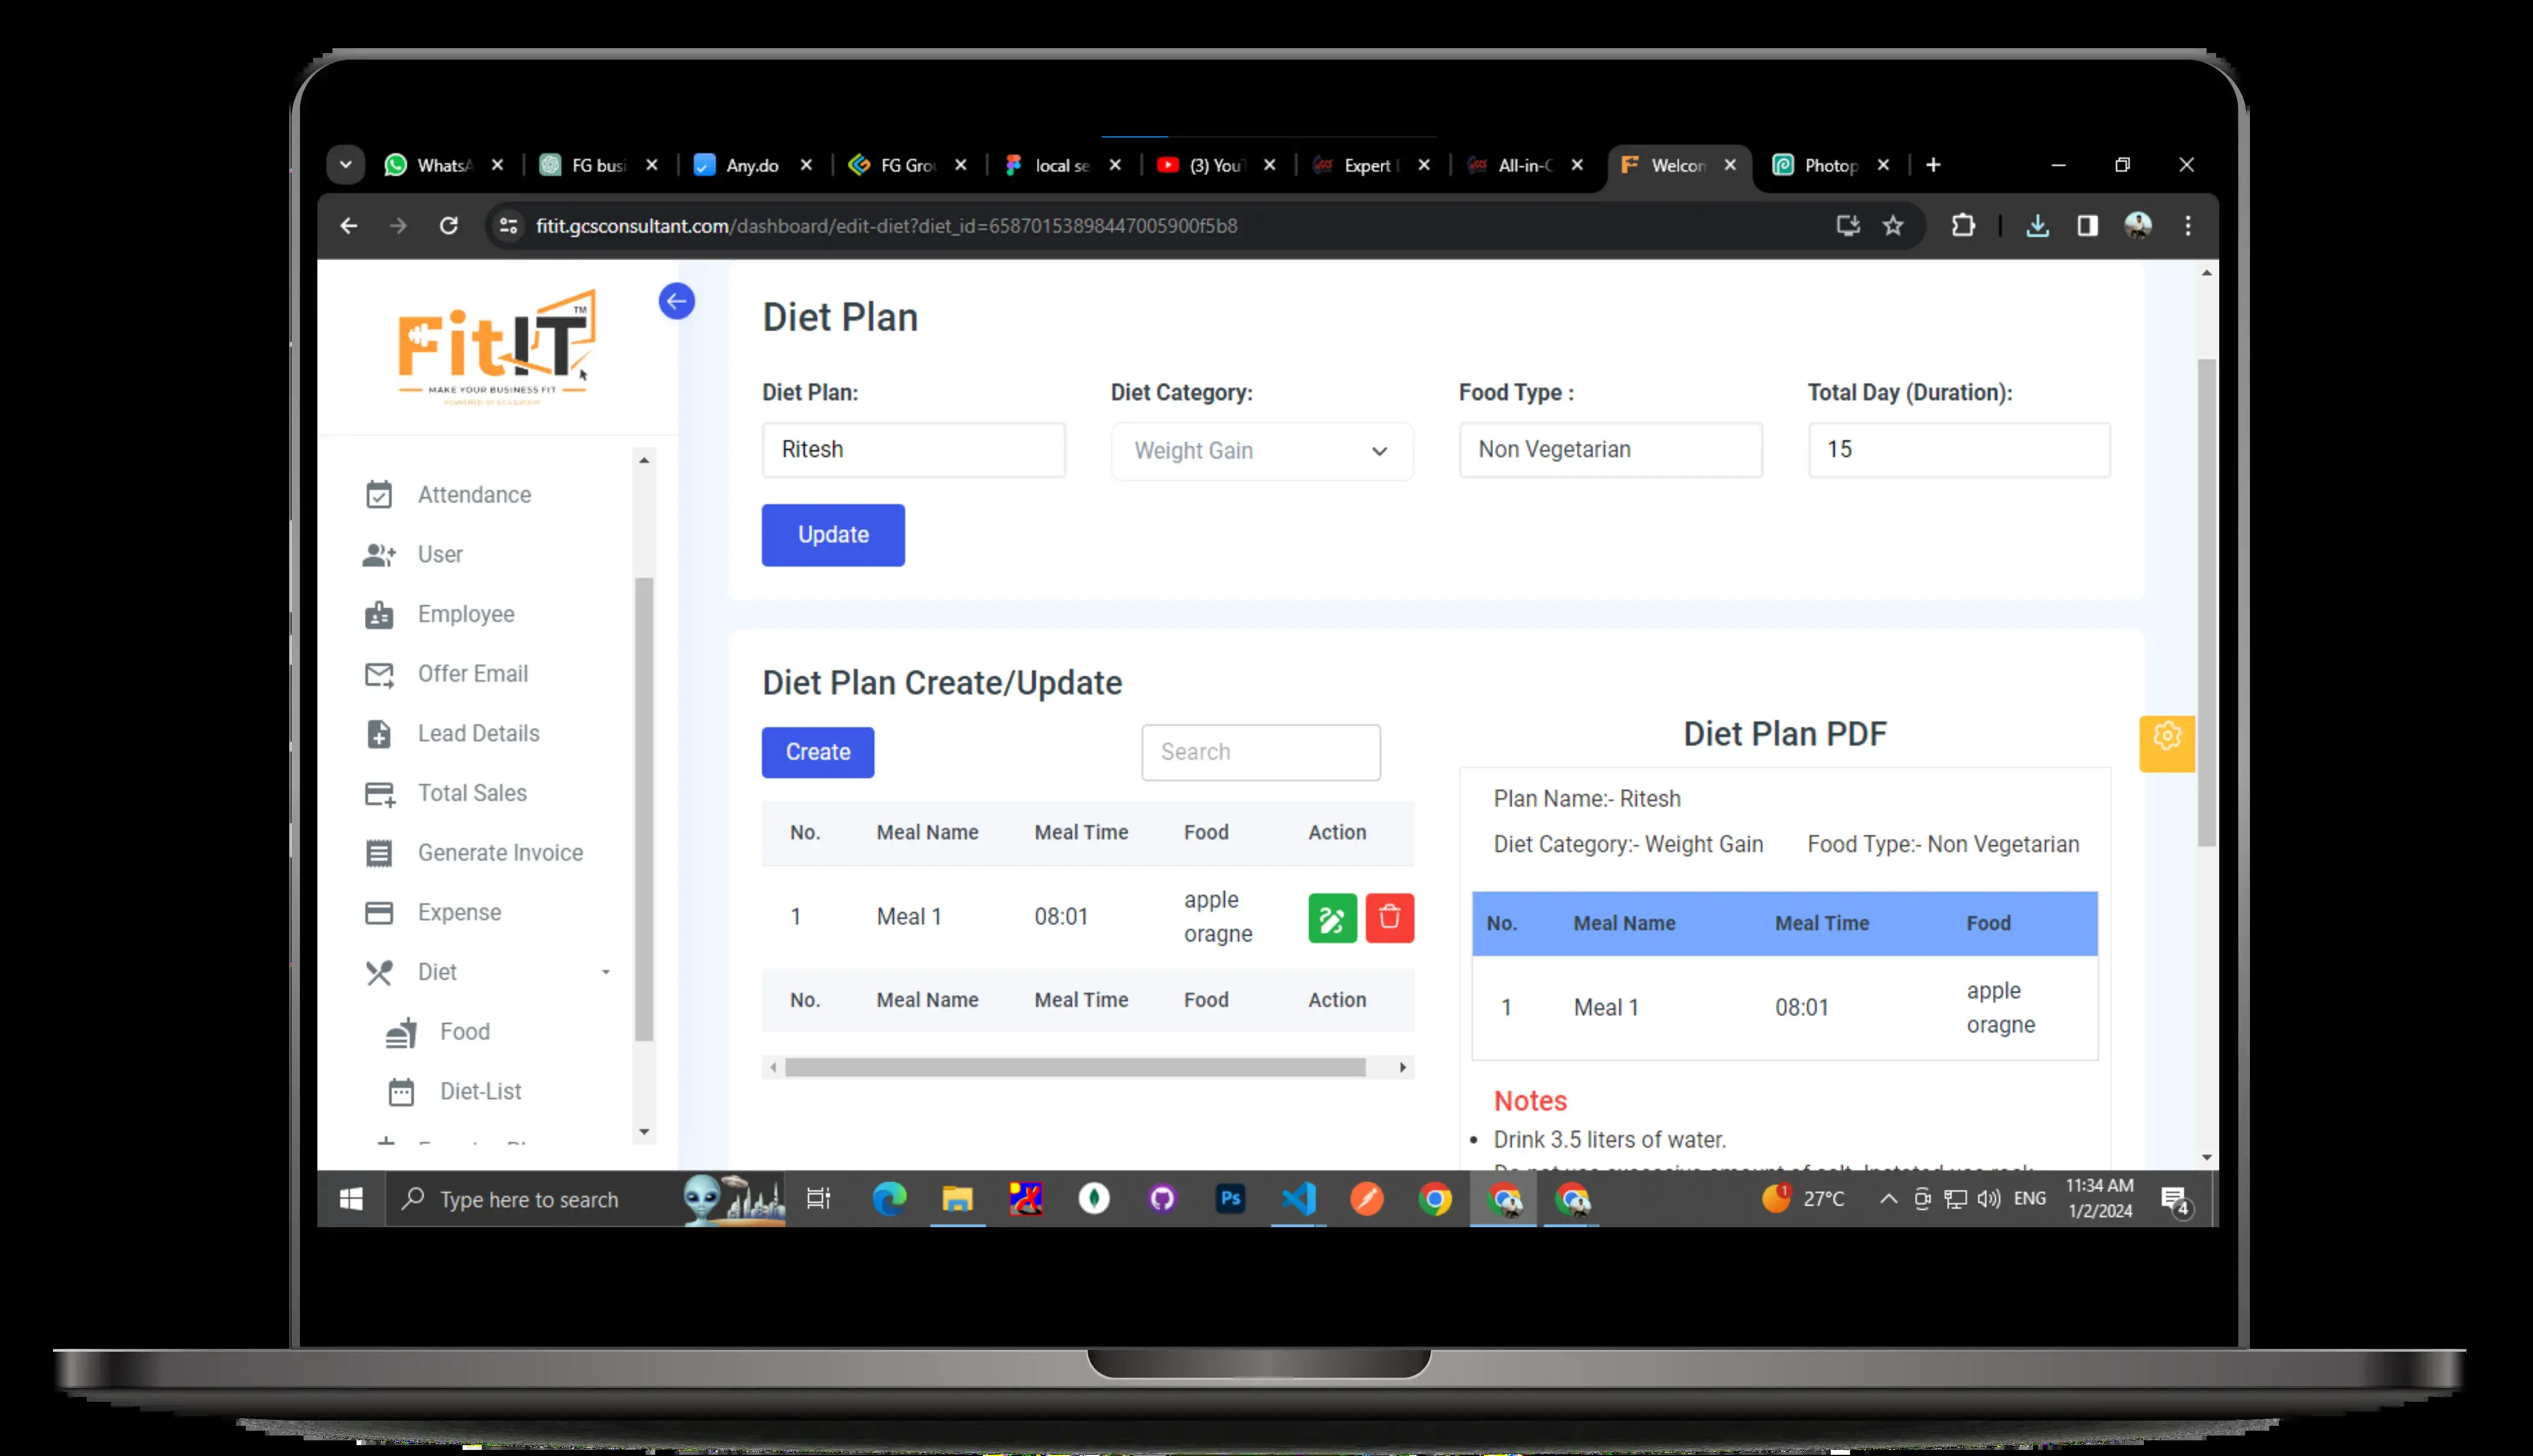 WhatsA
FG busi
Any.do
FG Grou
local se
(3) You
Expert
All-in-C
Welcon
Photop
fitit.gcsconsultant.com/dashboard/edit-diet?diet_id=65870153898447005900f5b8
FitIT TM
MAKE YOUR BUSINESS FIT
Attendance
User
Employee
Offer Email
Lead Details
Total Sales
Generate Invoice
Expense
Diet
Food
Diet-List
Diet Plan
Diet Plan: Diet Category: Food Type : Total Day (Duration):
Ritesh Weight Gain Non Vegetarian 15
Update
Diet Plan Create/Update
Create Search
No. Meal Name Meal Time Food Action
1 Meal 1 08:01 apple
oragne
No. Meal Name Meal Time Food Action
Diet Plan PDF
Plan Name:- Ritesh
Diet Category:- Weight Gain Food Type:- Non Vegetarian
No. Meal Name Meal Time Food
1 Meal 1 08:01 apple
oragne
Notes
• Drink 3.5 liters of water.
Type here to search
Ps
1
27°C
ENG
11:34 AM
1/2/2024
4